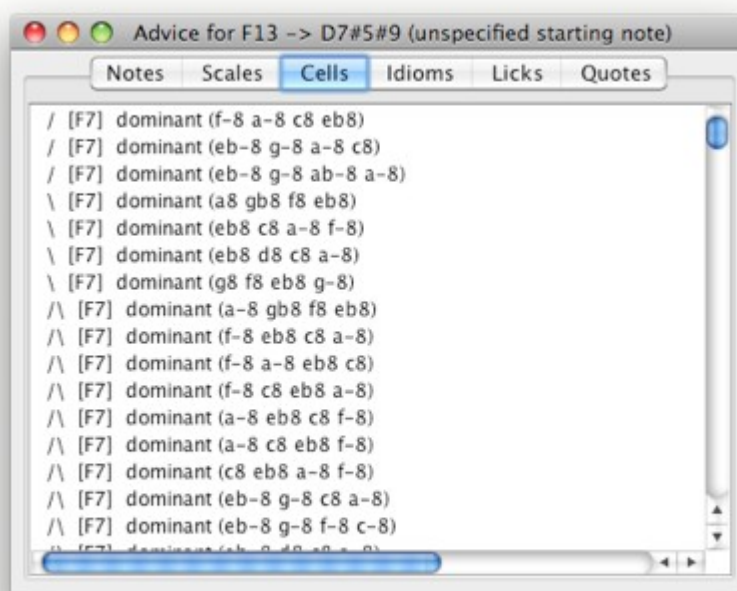 Advice for F13 -> D7#5#9 (unspecified starting note)
Notes Scales Cells Idioms Licks Quotes
/ [F7] dominant (f-8 a-8 c8 eb8)
/ [F7] dominant (eb-8 g-8 a-8 c8)
/ [F7] dominant (eb-8 g-8 ab-8 a-8)
\ [F7] dominant (a8 gb8 f8 eb8)
\ [F7] dominant (eb8 c8 a-8 f-8)
\ [F7] dominant (eb8 d8 c8 a-8)
\ [F7] dominant (g8 f8 eb8 g-8)
/\ [F7] dominant (a-8 gb8 f8 eb8)
/\ [F7] dominant (f-8 eb8 c8 a-8)
/\ [F7] dominant (f-8 a-8 eb8 c8)
/\ [F7] dominant (f-8 c8 eb8 a-8)
/\ [F7] dominant (a-8 eb8 c8 f-8)
/\ [F7] dominant (a-8 c8 eb8 f-8)
/\ [F7] dominant (c8 eb8 a-8 f-8)
/\ [F7] dominant (eb-8 g-8 c8 a-8)
/\ [F7] dominant (eb-8 g-8 f-8 c-8)